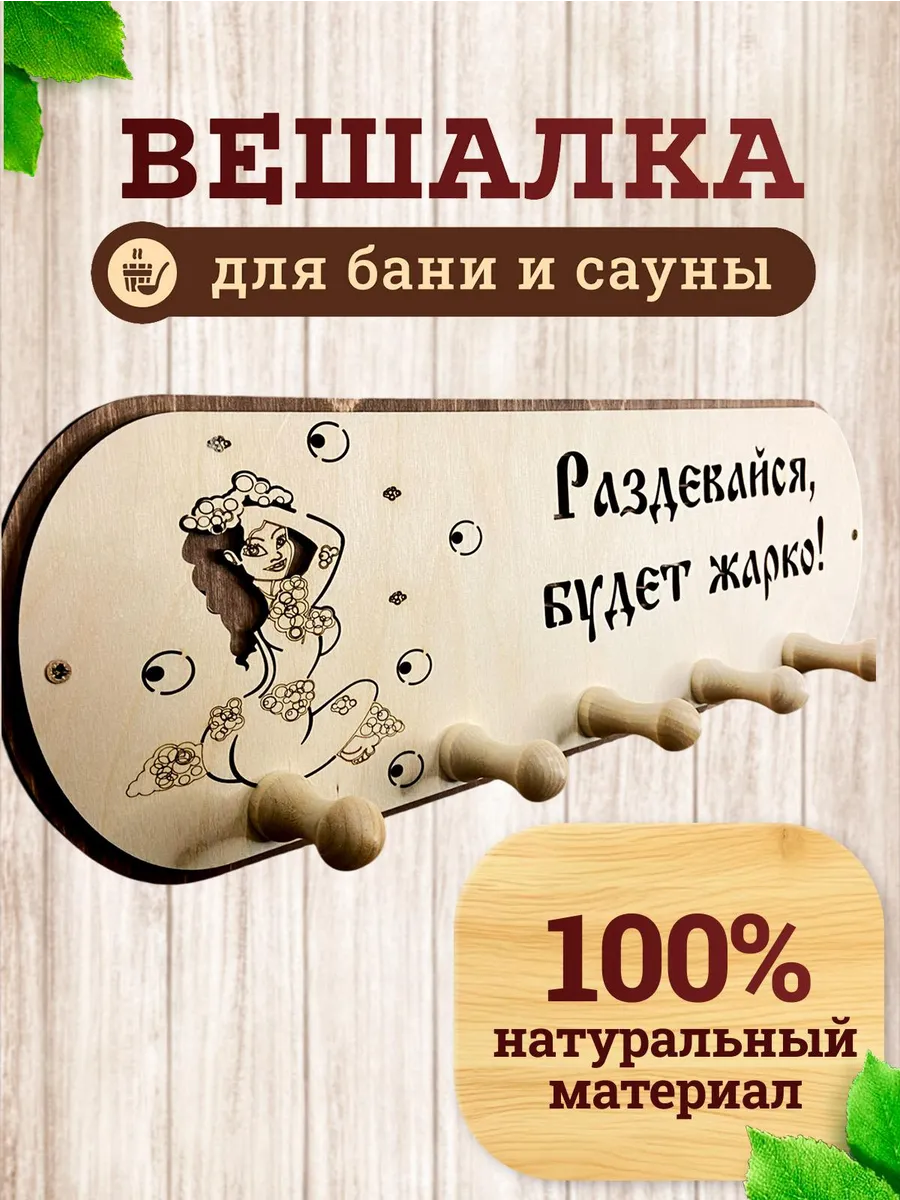 ВЕШАЛКА
для бани и сауны
Раздевайся,
будет жарко!
100%
натуральный
материал